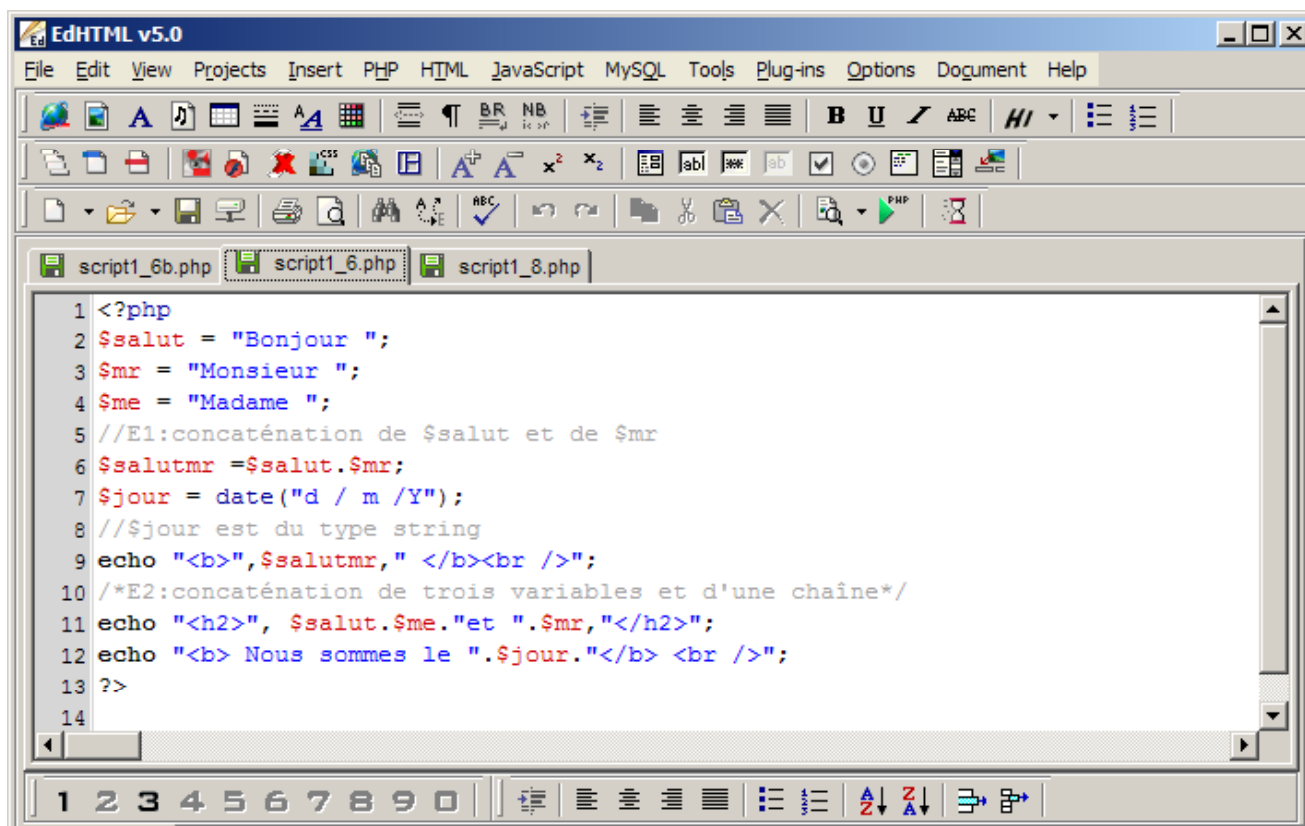 EdHTML v5.0
File Edit View Projects Insert PHP HTML JavaScript MySQL Tools Plug-ins Options Document Help
script1_6b.php script1_6.php script1_8.php
1 <?php
2 $salut = "Bonjour ";
3 $mr = "Monsieur ";
4 $me = "Madame ";
5 //E1:concaténation de $salut et de $mr
6 $salutmr =$salut.$mr;
7 $jour = date("d / m /Y");
8 //$jour est du type string
9 echo "<b>",$salutmr," </b><br />";
10 /*E2:concaténation de trois variables et d'une chaîne*/
11 echo "<h2>", $salut.$me."et ".$mr,"</h2>";
12 echo "<b> Nous sommes le ".$jour."</b> <br />";
13 ?>
14
1 2 3 4 5 6 7 8 9 0